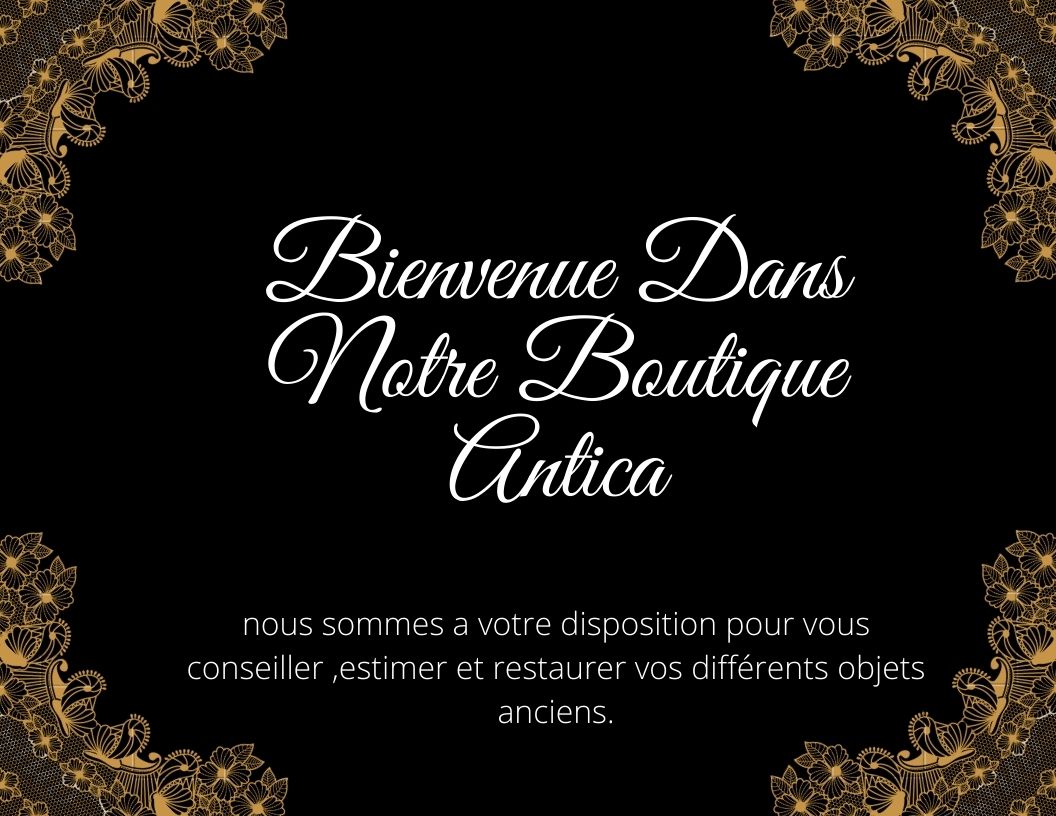 Bienvenue Dans
Notre Boutique
Antica
nous sommes a votre disposition pour vous
conseiller ,estimer et restaurer vos différents objets
anciens.